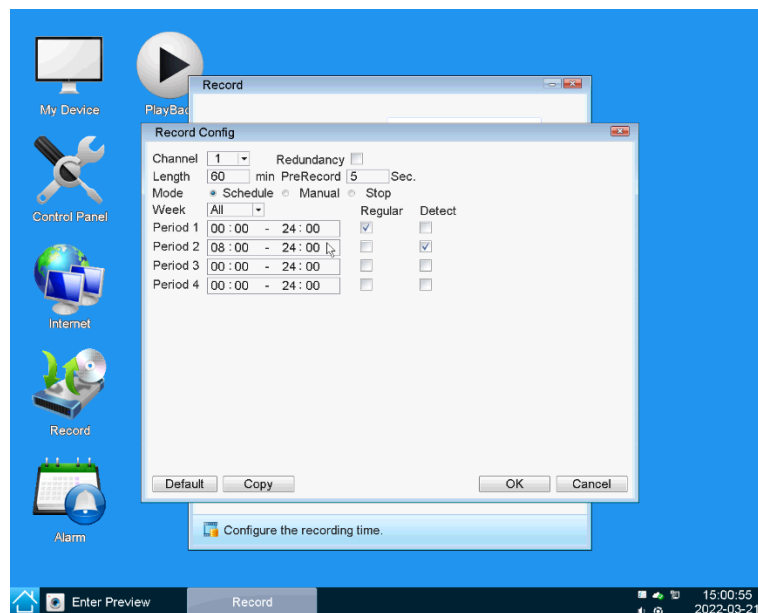 Record
My Device
PlayBac
Record Config
Channel 1 Redundancy
Length 60 min PreRecord 5 Sec.
Mode Schedule Manual Stop
Week All Regular Detect
Control Panel
Period 1 00:00 - 24:00
Period 2 08:00 - 24:00
Period 3 00:00 - 24:00
Period 4 00:00 - 24:00
Internet
Record
Default Copy OK Cancel
Configure the recording time.
Alarm
Enter Preview Record 15:00:55
2022-03-21